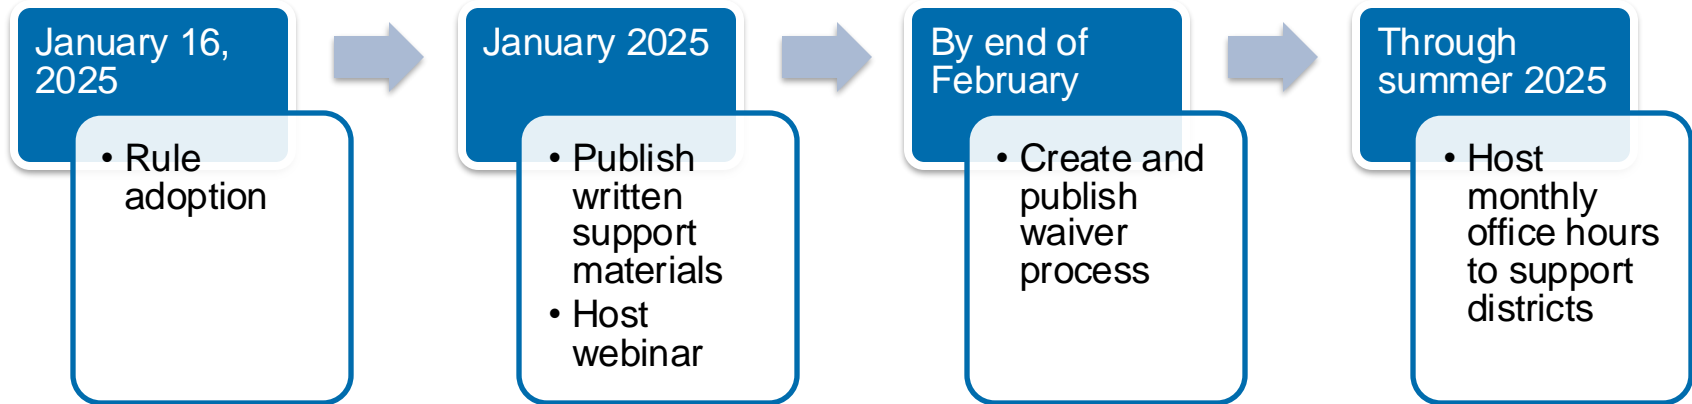 January 16,
2025
• Rule
adoption
January 2025
• Publish
written
support
materials
• Host
webinar
By end of
February
• Create and
publish
waiver
process
Through
summer 2025
• Host
monthly
office hours
to support
districts